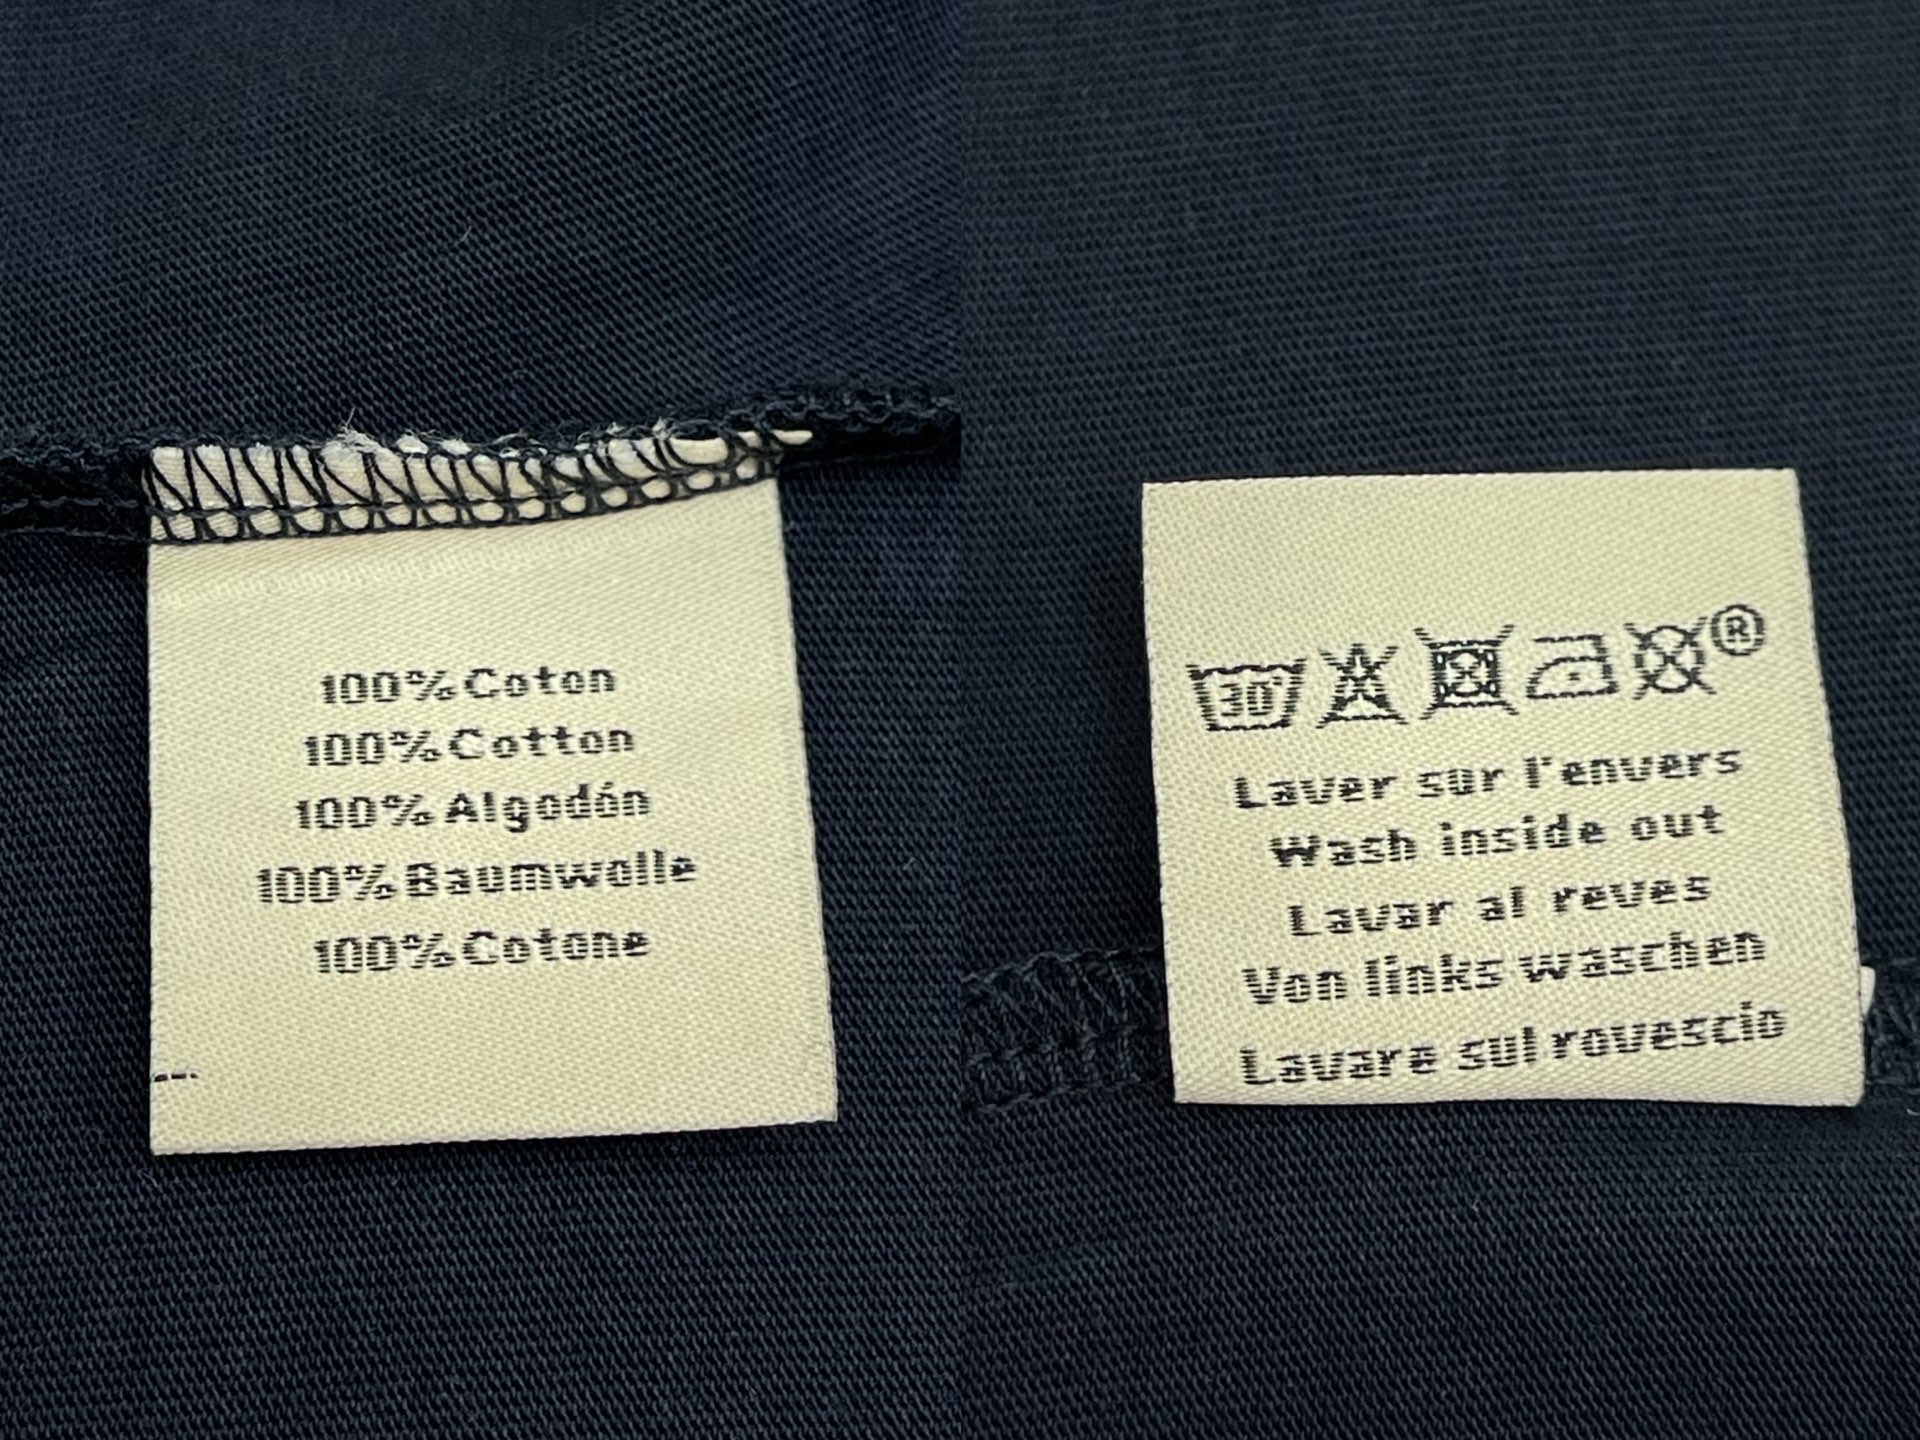 100% Coton
100% Cotton
100% Algodón
100% Baumwolle
100% Cotone
30°
®
Laver sur l'envers
Wash inside out
Lavar al reves
Von links waschen
Lavare sul rovescio